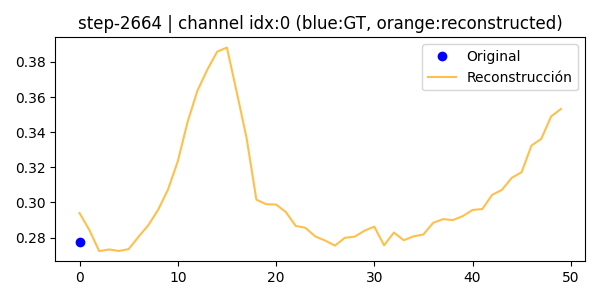 step-2664 | channel idx:0 (blue:GT, orange:reconstructed)
Original
Reconstrucción
0.38
0.36
0.34
0.32
0.30
0.28
0 10 20 30 40 50